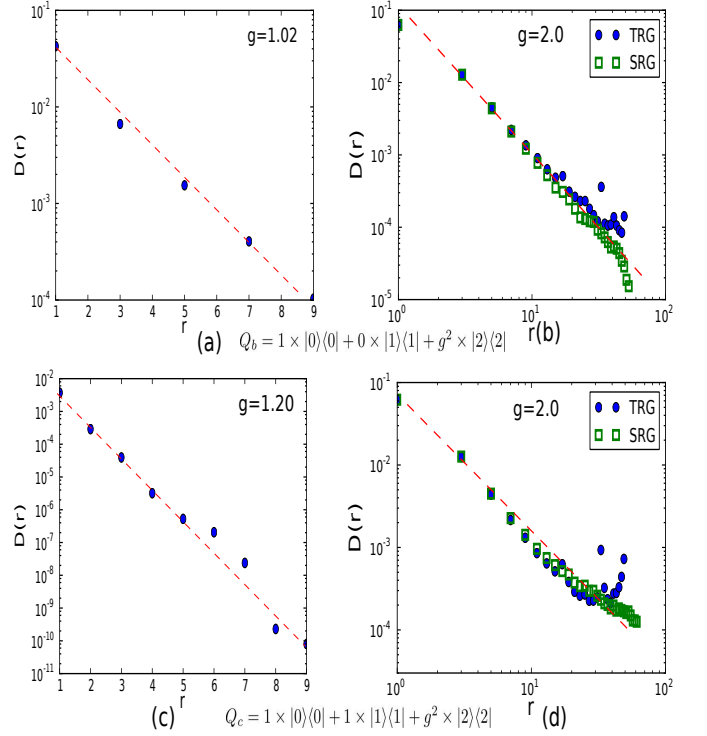 g=1.02
D(r)
10^{-1}
10^{-2}
10^{-3}
10^{-4}
1 2 3 4 5 6 7 8 9
r
(a)
g=2.0
TRG
SRG
D(r)
10^{-1}
10^{-2}
10^{-3}
10^{-4}
10^{-5}
10^0 10^1 10^2
r(b)
Q_b = 1 × |0⟩⟨0| + 0 × |1⟩⟨1| + g^2 × |2⟩⟨2|
g=1.20
D(r)
10^{-2}
10^{-3}
10^{-4}
10^{-5}
10^{-6}
10^{-7}
10^{-8}
10^{-9}
10^{-10}
10^{-11}
1 2 3 4 5 6 7 8 9
r
(c)
g=2.0
TRG
SRG
D(r)
10^{-1}
10^{-2}
10^{-3}
10^{-4}
10^0 10^1 10^2
r (d)
Q_c = 1 × |0⟩⟨0| + 1 × |1⟩⟨1| + g^2 × |2⟩⟨2|